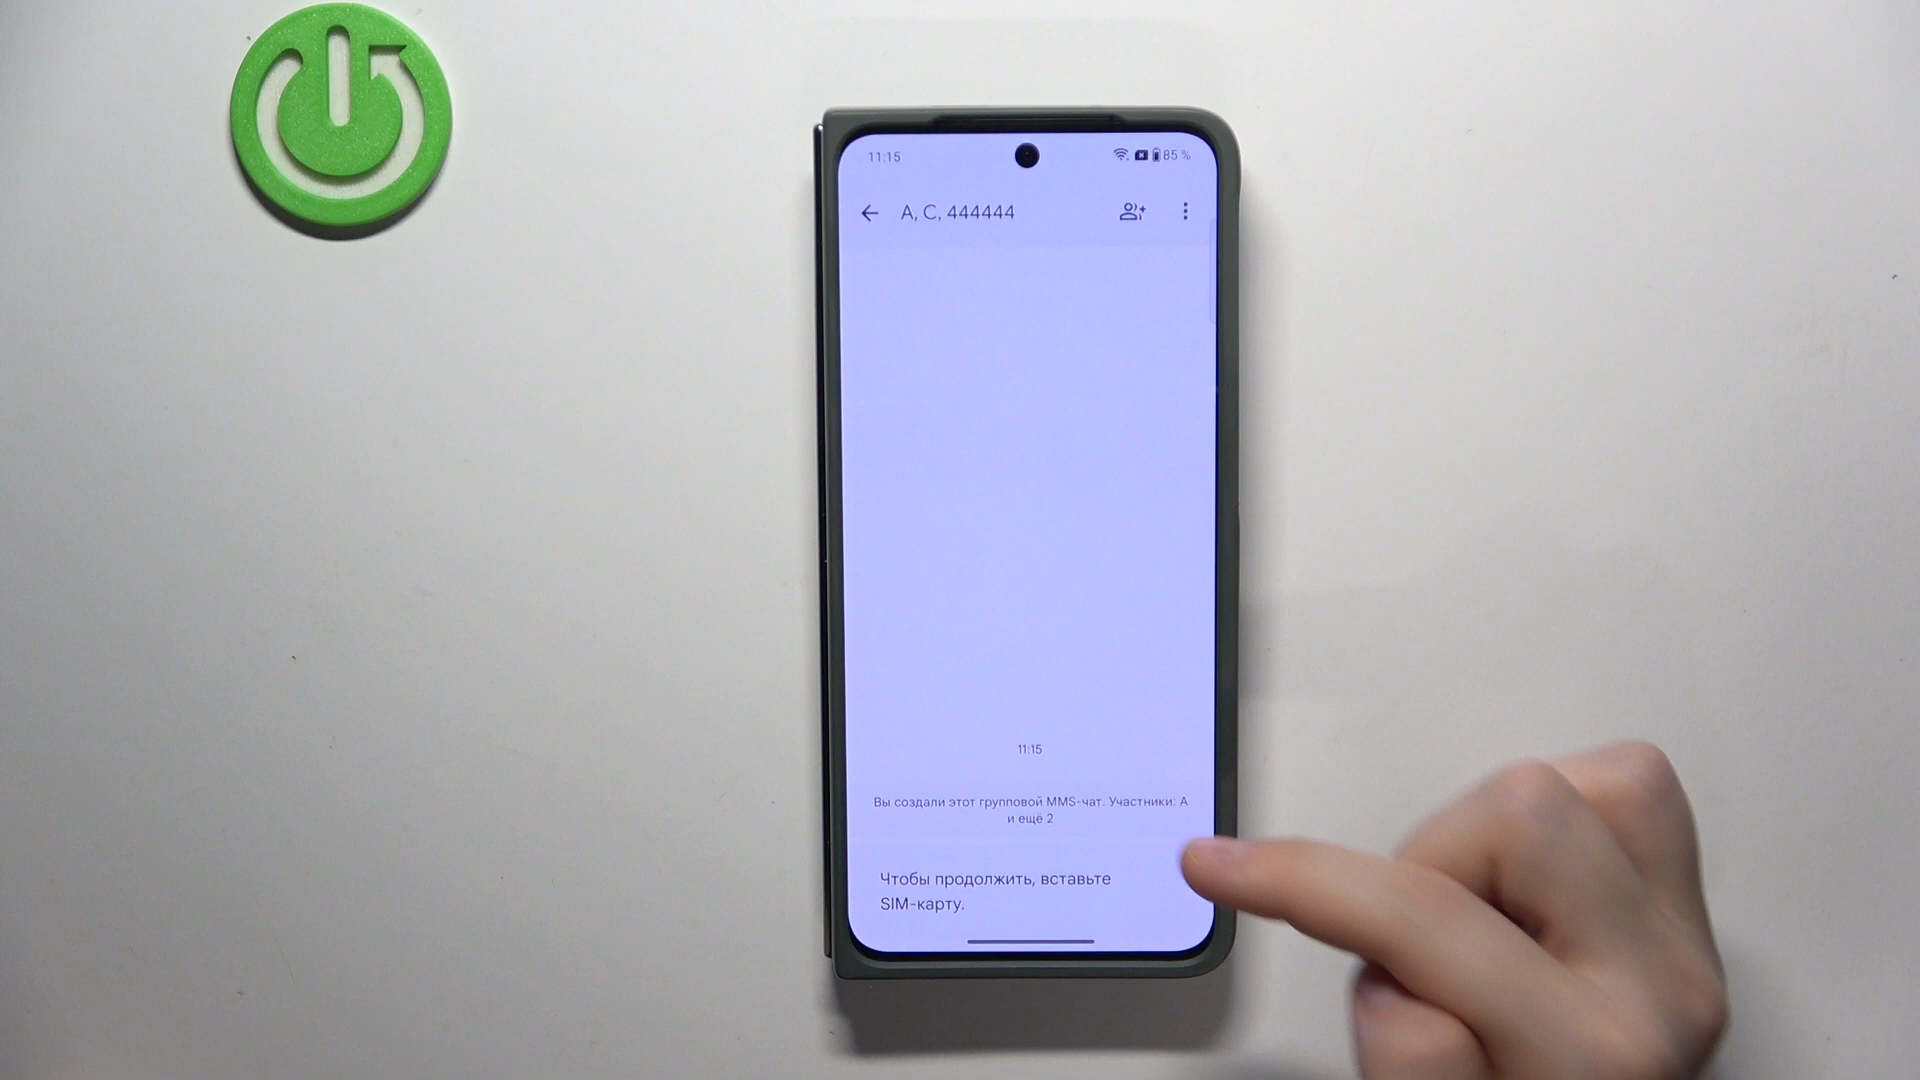 11:15
85 %
A, C, 444444
11:15
Вы создали этот групповой MMS-чат. Участники: А
и ещё 2
Чтобы продолжить, вставьте
SIM-карту.